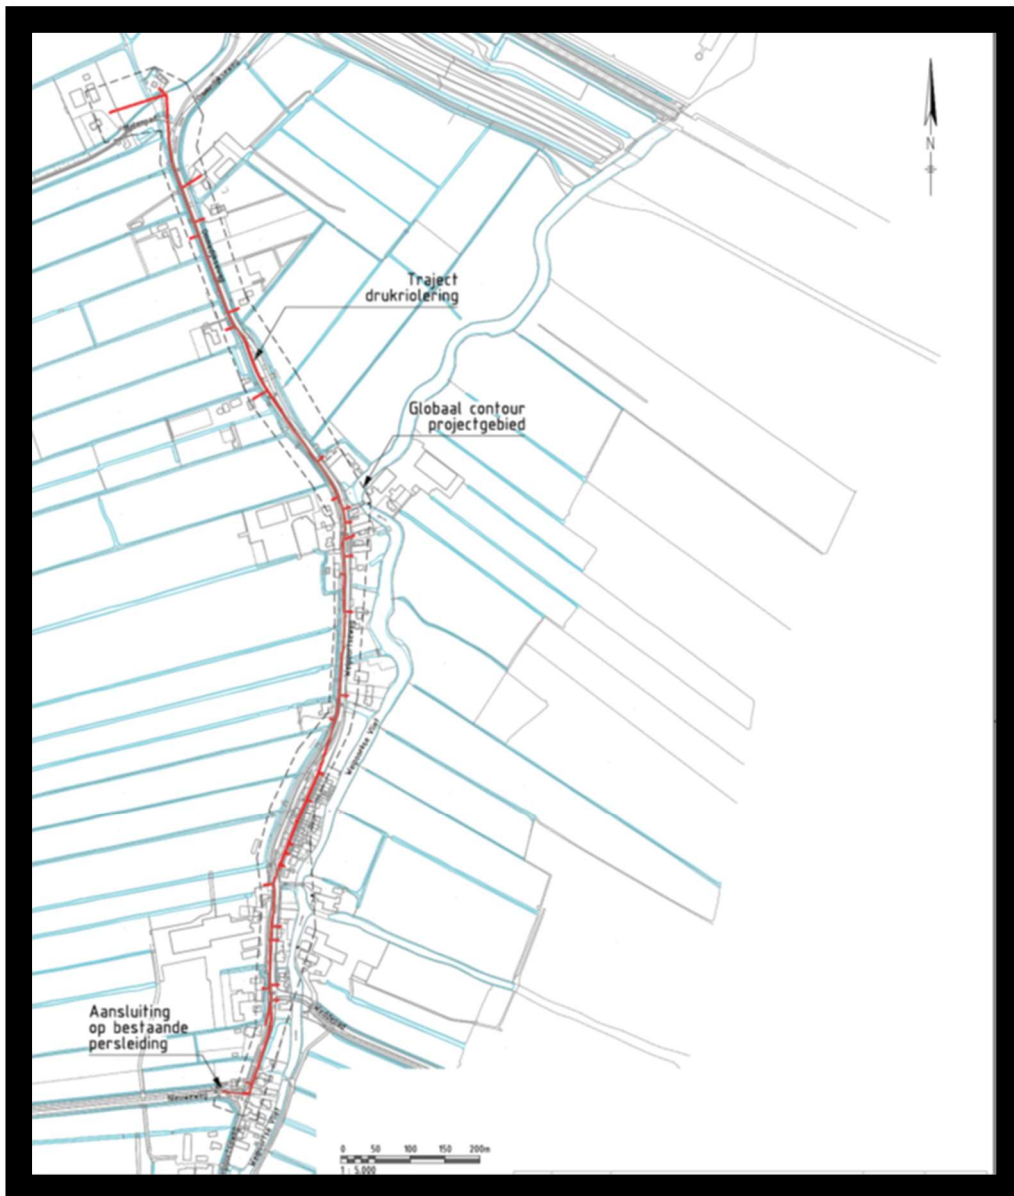 N
Traject
drukriolering
Globaal contour
projectgebied
Aansluiting
op bestaande
persleiding
0 50 100 150 200m
1 : 5.000